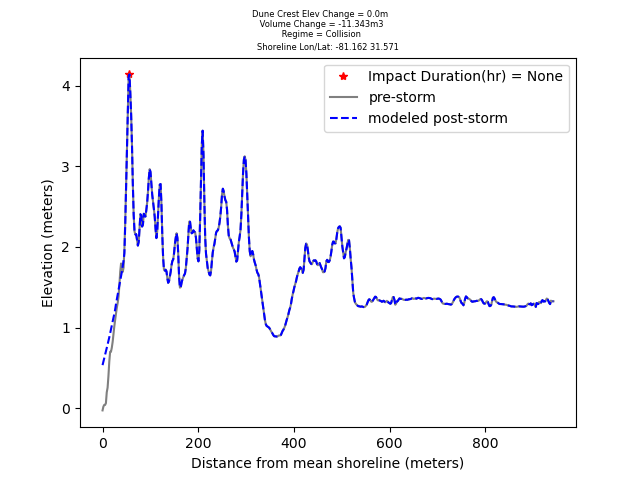 Dune Crest Elev Change = 0.0m
Volume Change = -11.343m3
Regime = Collision
Shoreline Lon/Lat: -81.162 31.571
Impact Duration(hr) = None
pre-storm
modeled post-storm
4
3
2
1
0
Elevation (meters)
0 200 400 600 800
Distance from mean shoreline (meters)